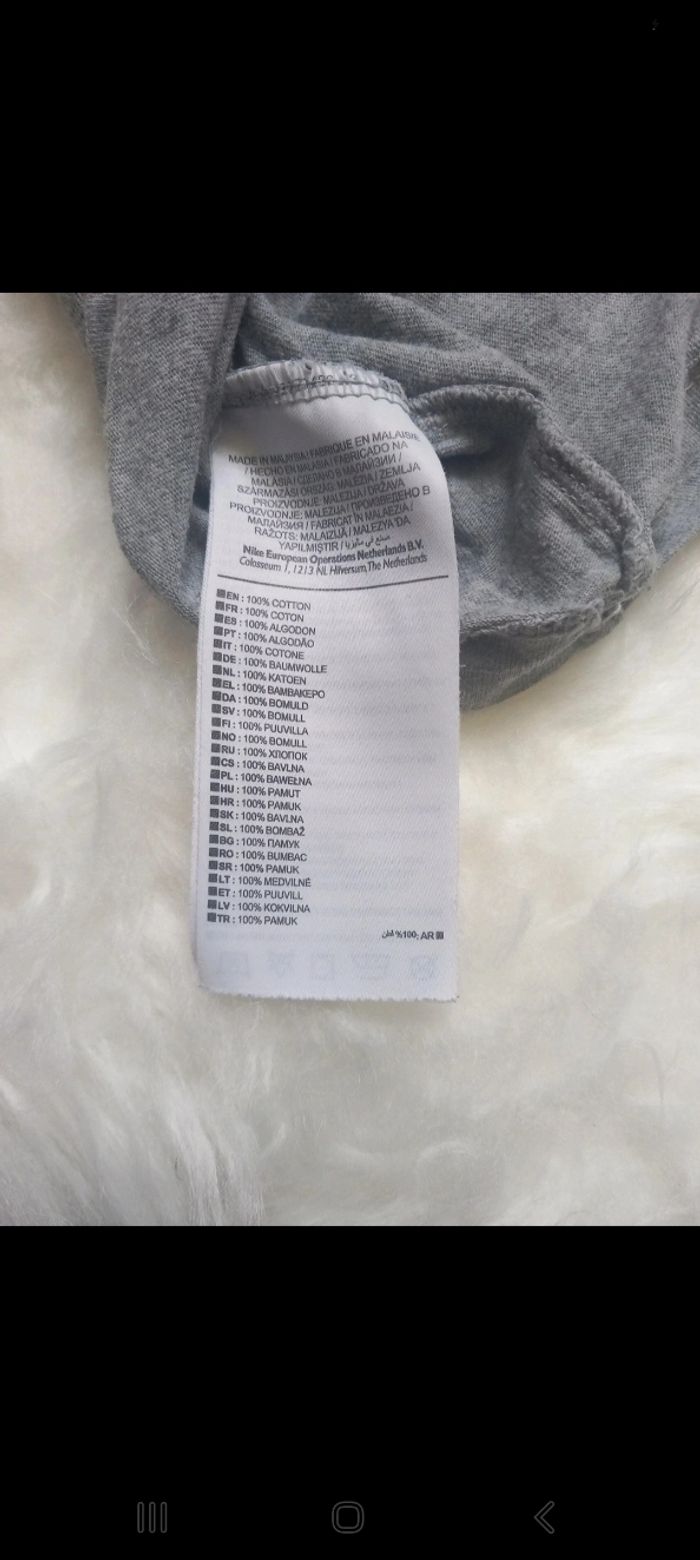 MADE IN MALAYSIA / FABRIQUE EN MALAISIE
/ HECHO EN MALASIA / FABRICADO NA
MALÁSIA / СДЕЛАНО В МАЛАЙЗИИ /
SZÁRMAZÁSI ORSZÁG: MALÉZIA / ZEMLJA
PROIZVODNJE: MALEZIJA / DRŽAVA
PROIZVODNJE: MALEZIJA / ПРОИЗВЕДЕНО В
МАЛАЙЗИЯ / FABRICAT IN MALAEZIA /
RAŽOTS: MALAIZIJĀ / MALEZYA'DA
YAPILMIŞTIR / صنع في ماليزيا
Nike European Operations Netherlands B.V.
Colosseum 1, 1213 NL Hilversum, The Netherlands
EN : 100% COTTON
FR : 100% COTON
ES : 100% ALGODON
PT : 100% ALGODÃO
IT : 100% COTONE
DE : 100% BAUMWOLLE
NL : 100% KATOEN
EL : 100% ΒΑΜΒΑΚΕΡΟ
DA : 100% BOMULD
SV : 100% BOMULL
FI : 100% PUUVILLA
NO : 100% BOMULL
RU : 100% ХЛОПОК
CS : 100% BAVLNA
PL : 100% BAWEŁNA
HU : 100% PAMUT
HR : 100% PAMUK
SK : 100% BAVLNA
SL : 100% BOMBAŽ
BG : 100% ПАМУК
RO : 100% BUMBAC
SR : 100% PAMUK
LT : 100% MEDVILNĖ
ET : 100% PUUVILL
LV : 100% KOKVILNA
TR : 100% PAMUK
AR :100% قطن